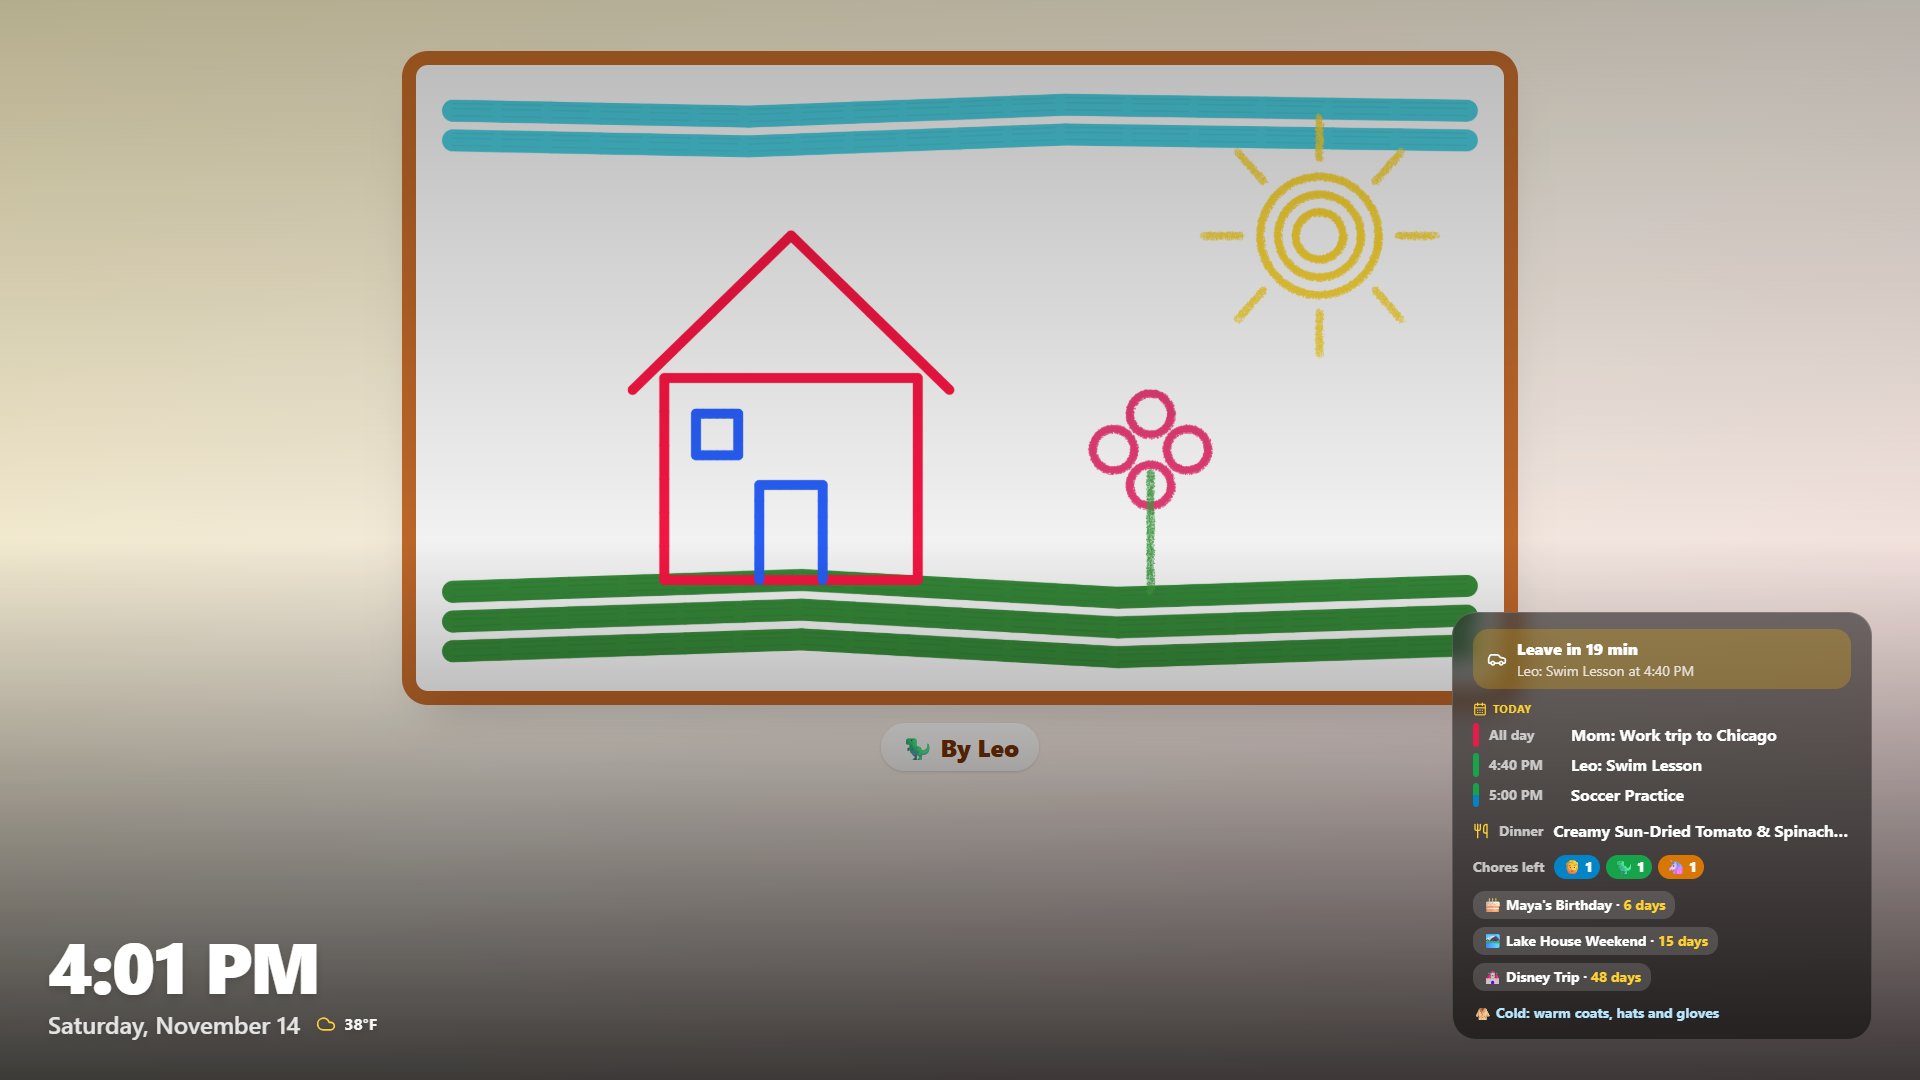 By Leo
4:01 PM
Saturday, November 14 38°F
Leave in 19 min
Leo: Swim Lesson at 4:40 PM
TODAY
All day Mom: Work trip to Chicago
4:40 PM Leo: Swim Lesson
5:00 PM Soccer Practice
Dinner Creamy Sun-Dried Tomato & Spinach...
Chores left 1 1 1
Maya's Birthday · 6 days
Lake House Weekend · 15 days
Disney Trip · 48 days
Cold: warm coats, hats and gloves